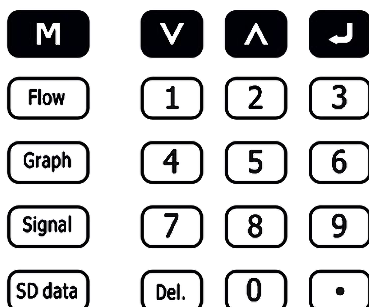 M ∨ ∧ ↵
Flow 1 2 3
Graph 4 5 6
Signal 7 8 9
SD data Del. 0 .